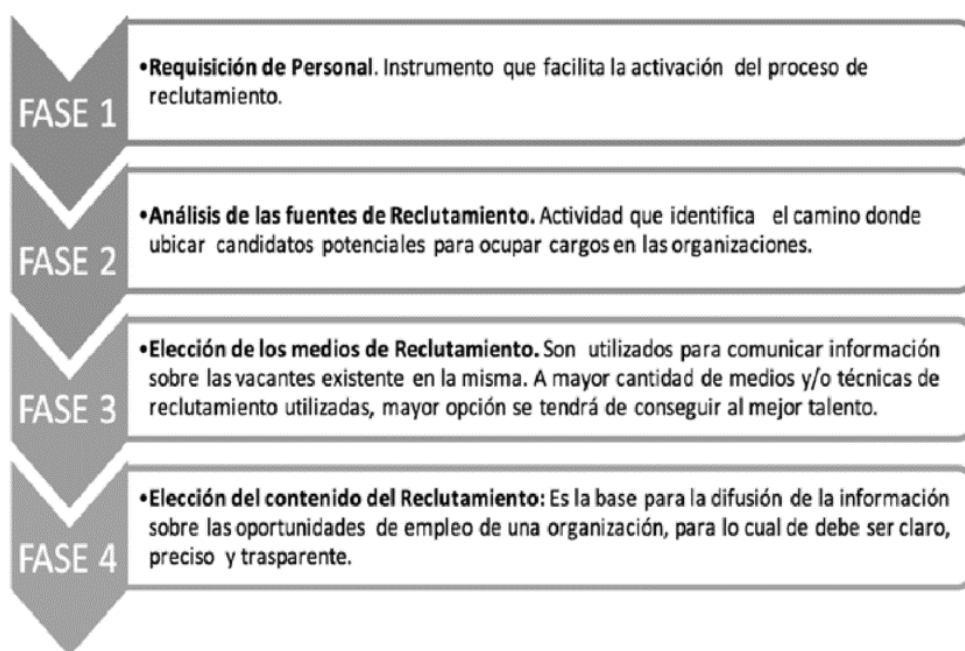 FASE 1
•Requisición de Personal. Instrumento que facilita la activación del proceso de
reclutamiento.
FASE 2
•Análisis de las fuentes de Reclutamiento. Actividad que identifica el camino donde
ubicar candidatos potenciales para ocupar cargos en las organizaciones.
FASE 3
•Elección de los medios de Reclutamiento. Son utilizados para comunicar información
sobre las vacantes existente en la misma. A mayor cantidad de medios y/o técnicas de
reclutamiento utilizadas, mayor opción se tendrá de conseguir al mejor talento.
FASE 4
•Elección del contenido del Reclutamiento: Es la base para la difusión de la información
sobre las oportunidades de empleo de una organización, para lo cual de debe ser claro,
preciso y trasparente.